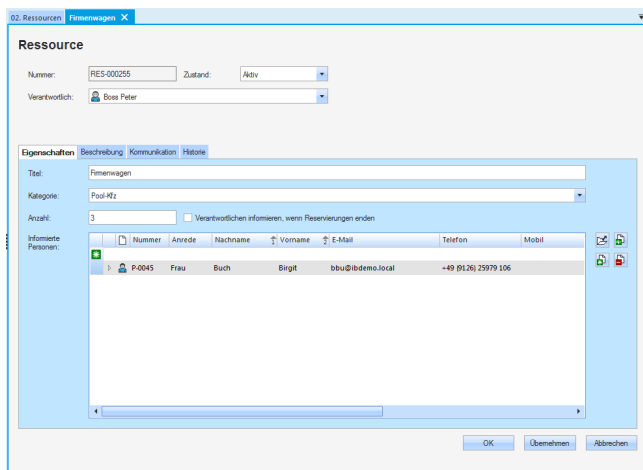 02. Ressourcen Firmenwagen X
Ressource
Nummer: RES-000255 Zustand: Aktiv
Verantwortlich: Boss Peter
Eigenschaften Beschreibung Kommunikation Historie
Titel: Firmenwagen
Kategorie: Pool-Kfz
Anzahl: 3 Verantwortlichen informieren, wenn Reservierungen enden
Informierte Personen:
Nummer Anrede Nachname Vorname E-Mail Telefon Mobil
P-0045 Frau Buch Birgit bbu@ibdemo.local +49 (9126) 25979 106
OK Übernehmen Abbrechen